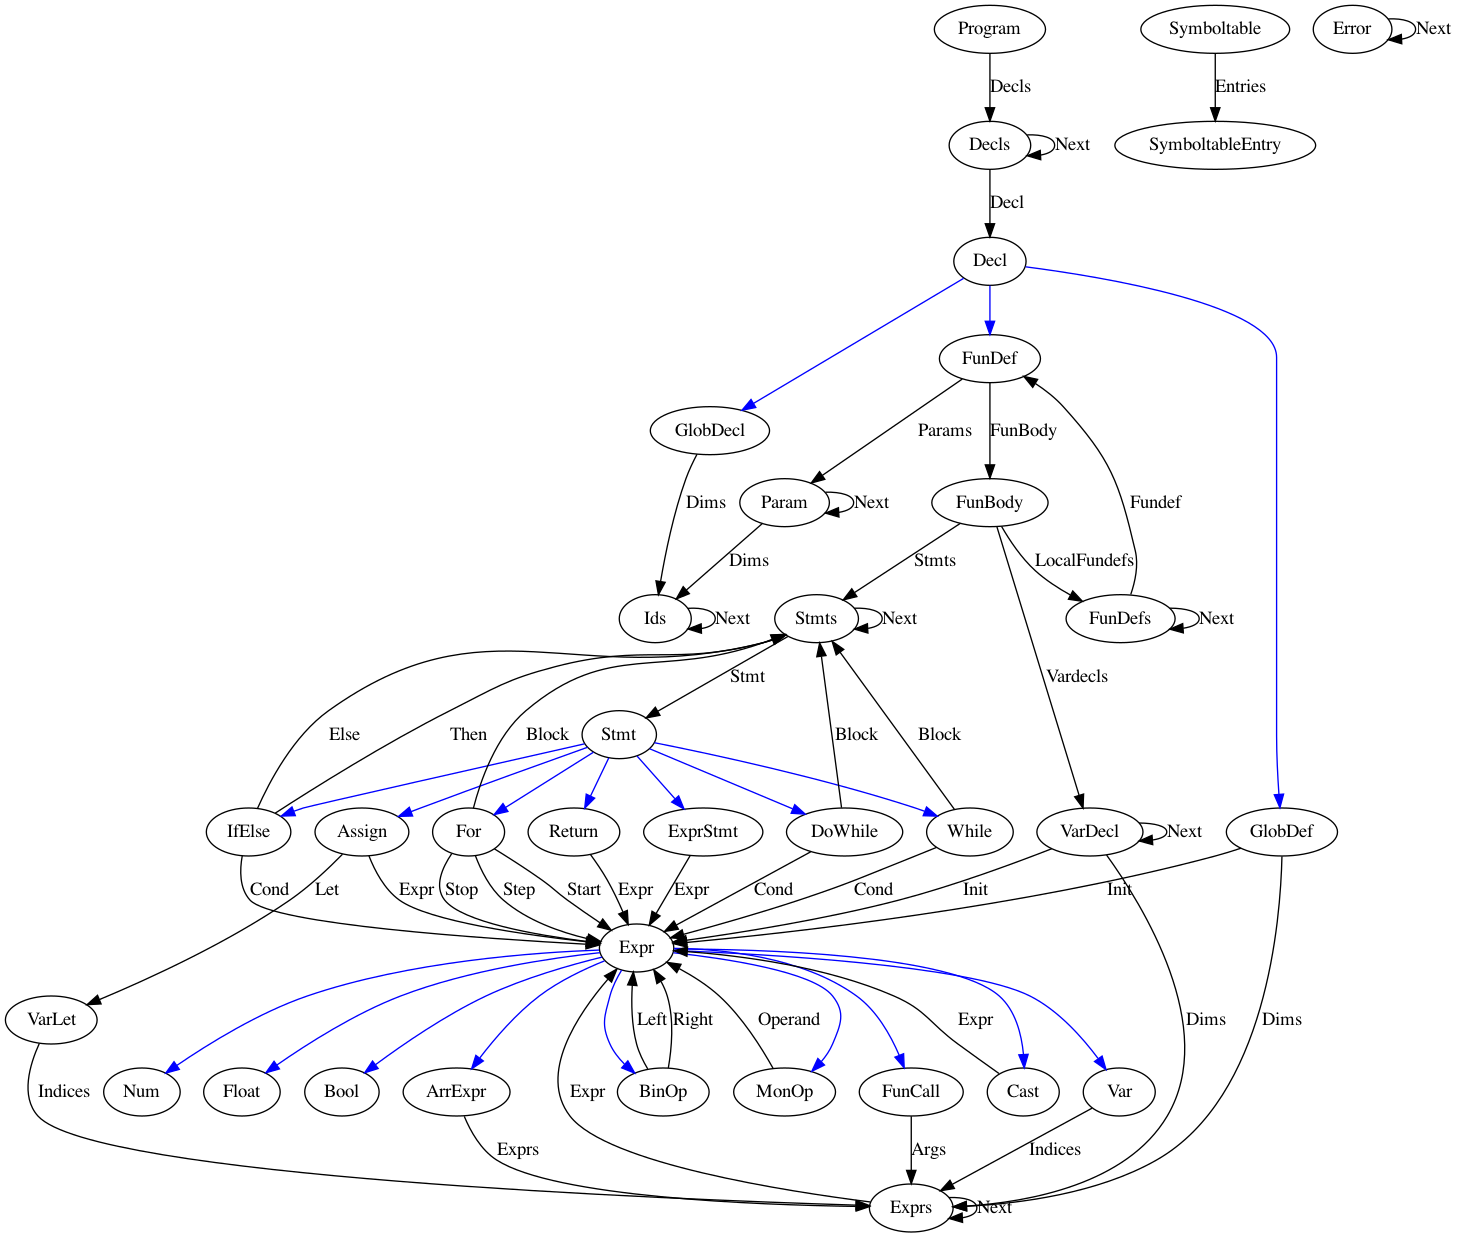 Program
Symboltable
Error
Next
Decls
Entries
Decls
Next
SymboltableEntry
Decl
Decl
FunDef
GlobDecl
Params
FunBody
Dims
Param
Next
FunBody
Fundef
Dims
Stmts
LocalFundefs
Ids
Next
Stmts
Next
FunDefs
Next
Stmt
Vardecls
Else
Then
Block
Stmt
Block
Block
IfElse
Assign
For
Return
ExprStmt
DoWhile
While
VarDecl
Next
GlobDef
Cond
Let
Expr
Stop
Step
Start
Expr
Expr
Cond
Cond
Init
Init
Expr
VarLet
Left
Right
Operand
Expr
Dims
Dims
Indices
Num
Float
Bool
ArrExpr
Expr
BinOp
MonOp
FunCall
Cast
Var
Exprs
Args
Indices
Exprs
Next